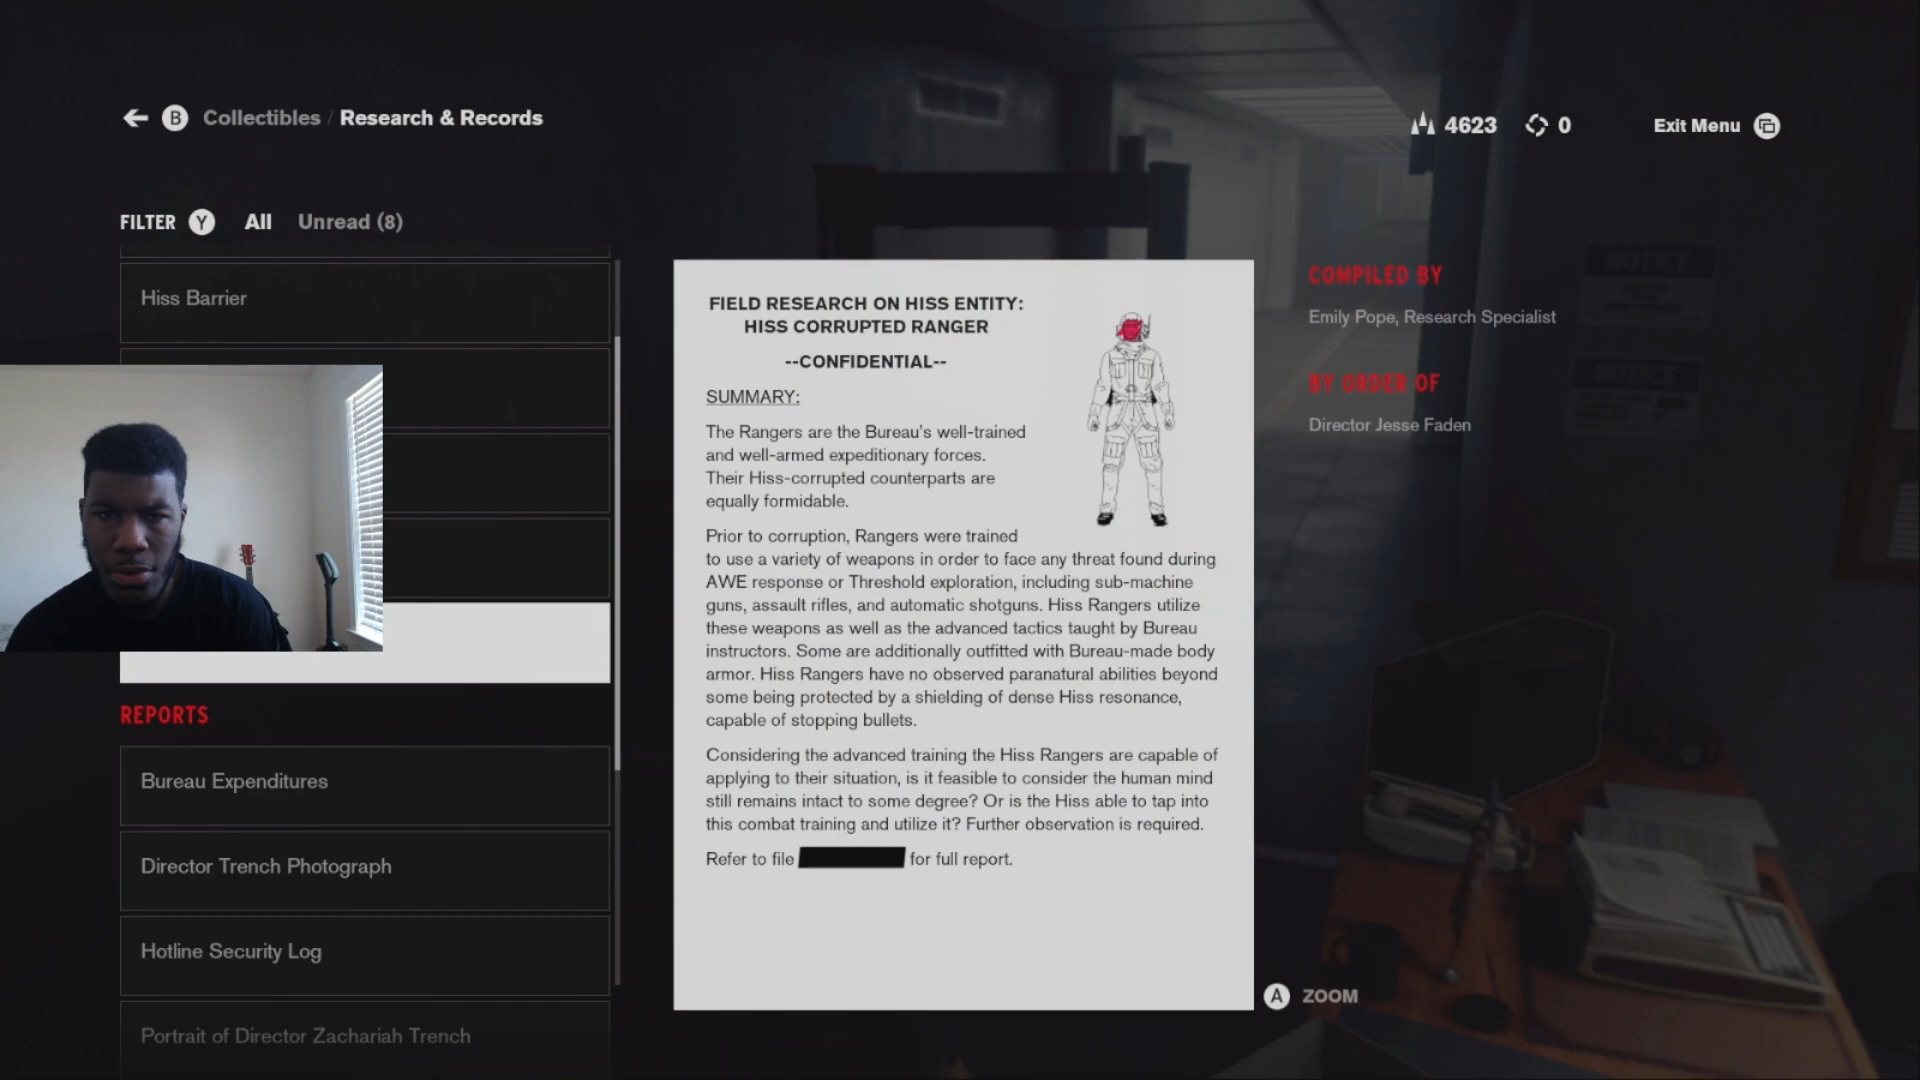 B Collectibles / Research & Records
4623 0 Exit Menu
FILTER Y All Unread (8)
Hiss Barrier
REPORTS
Bureau Expenditures
Director Trench Photograph
Hotline Security Log
Portrait of Director Zachariah Trench
FIELD RESEARCH ON HISS ENTITY:
HISS CORRUPTED RANGER
--CONFIDENTIAL--
SUMMARY:
The Rangers are the Bureau's well-trained
and well-armed expeditionary forces.
Their Hiss-corrupted counterparts are
equally formidable.
Prior to corruption, Rangers were trained
to use a variety of weapons in order to face any threat found during
AWE response or Threshold exploration, including sub-machine
guns, assault rifles, and automatic shotguns. Hiss Rangers utilize
these weapons as well as the advanced tactics taught by Bureau
instructors. Some are additionally outfitted with Bureau-made body
armor. Hiss Rangers have no observed paranatural abilities beyond
some being protected by a shielding of dense Hiss resonance,
capable of stopping bullets.
Considering the advanced training the Hiss Rangers are capable of
applying to their situation, is it feasible to consider the human mind
still remains intact to some degree? Or is the Hiss able to tap into
this combat training and utilize it? Further observation is required.
Refer to file for full report.
COMPILED BY
Emily Pope, Research Specialist
BY ORDER OF
Director Jesse Faden
NOTICE
NOTICE
A ZOOM